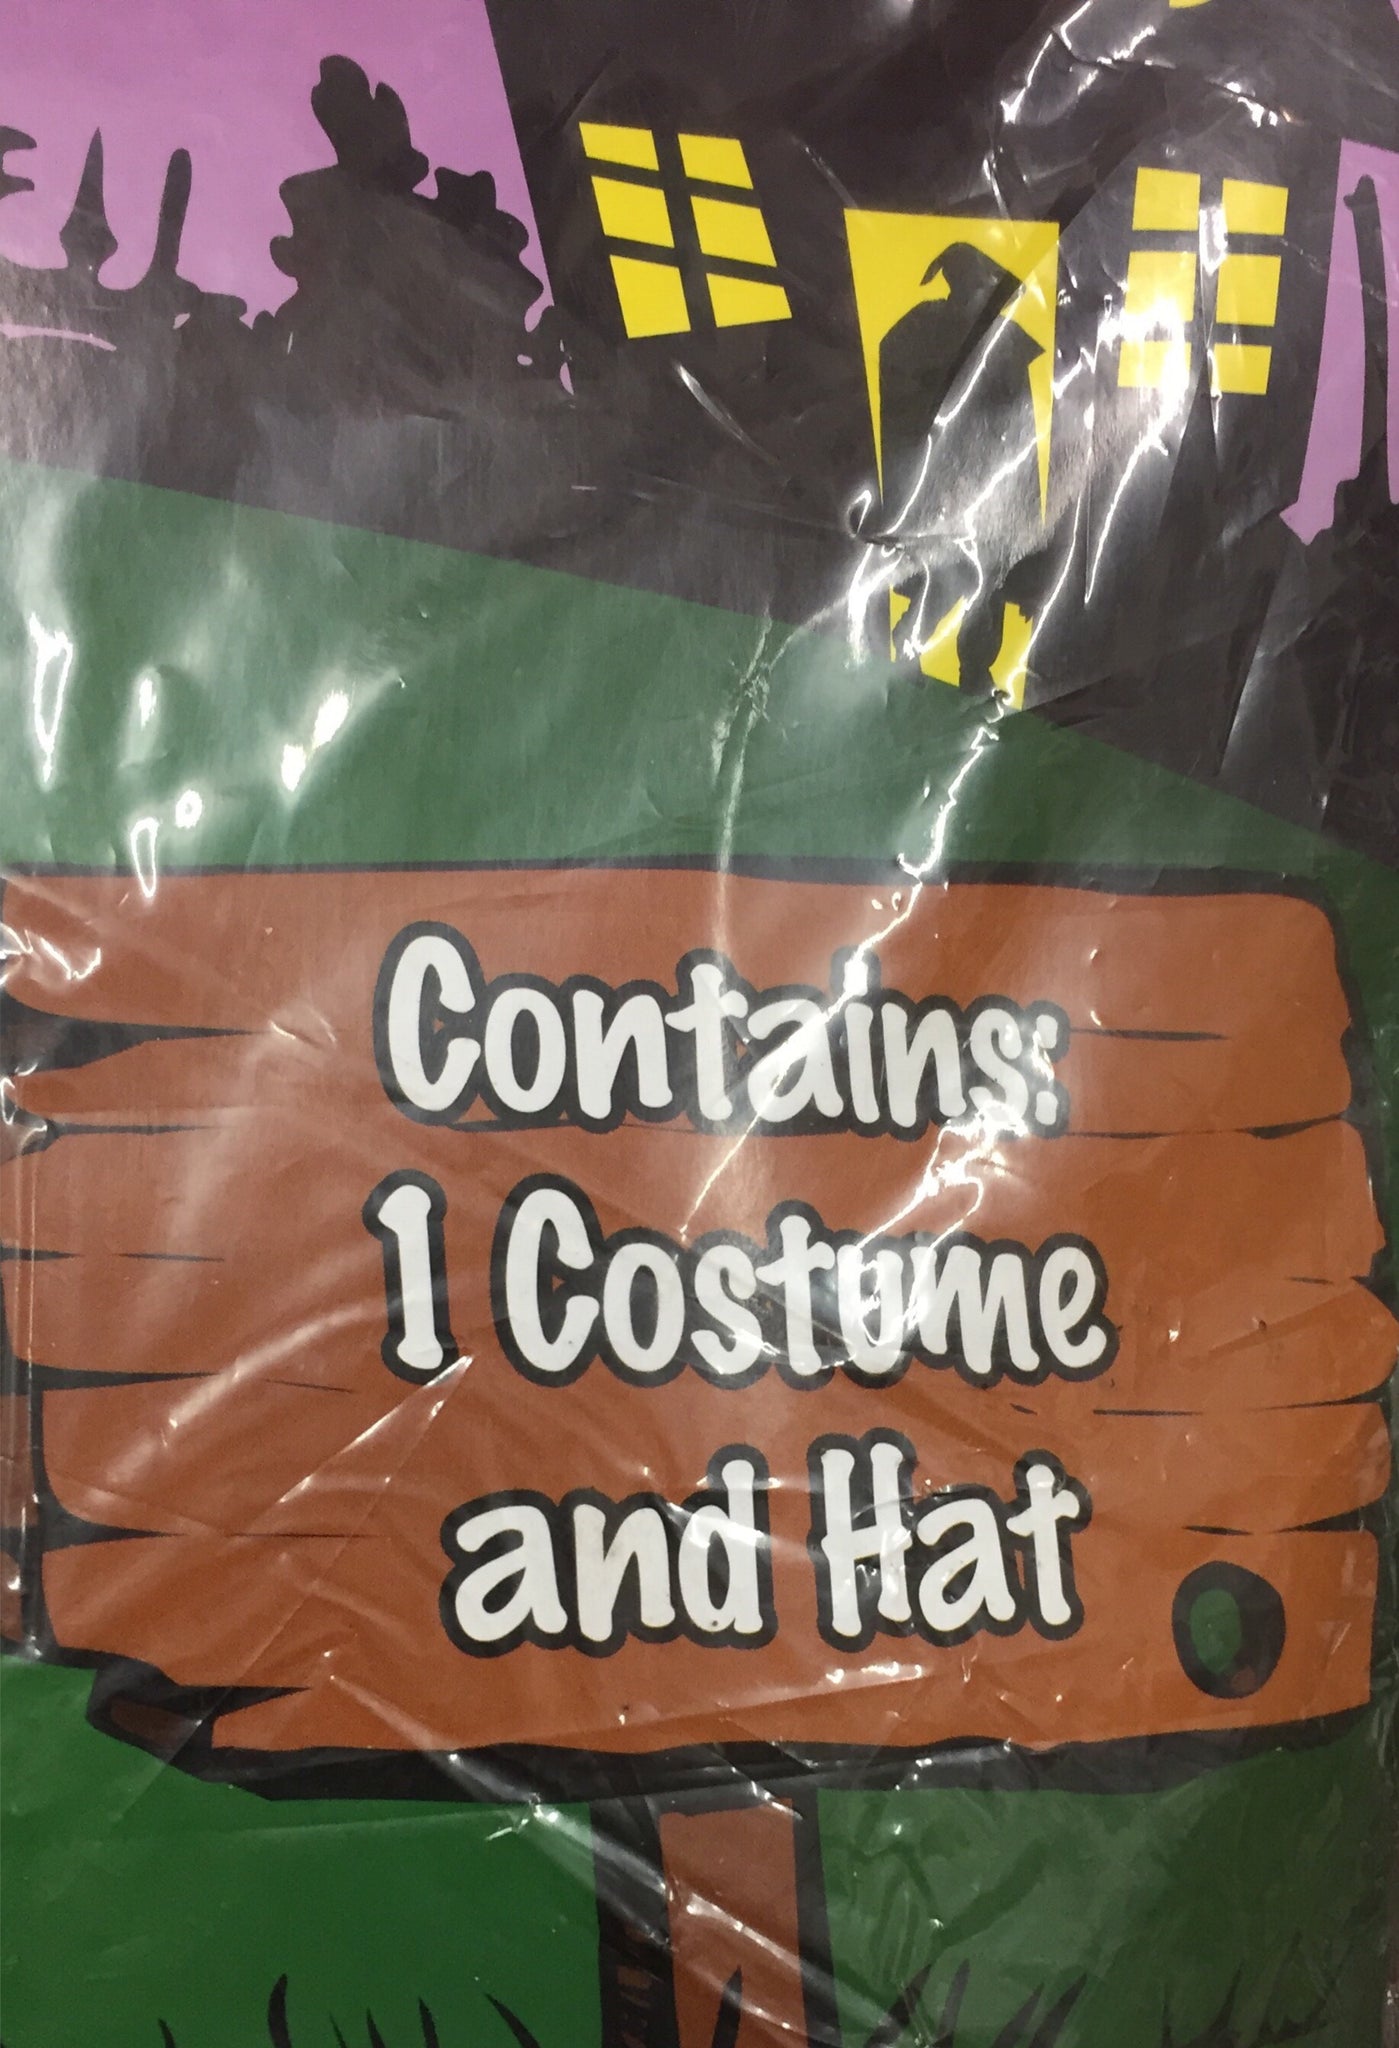 Contains:
1 Costume
and Hat